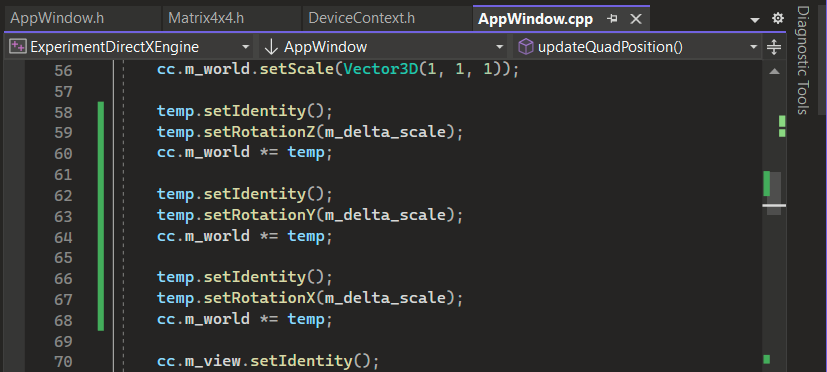 AppWindow.h Matrix4x4.h DeviceContext.h AppWindow.cpp
ExperimentDirectXEngine AppWindow updateQuadPosition()
56 cc.m_world.setScale(Vector3D(1, 1, 1));
57
58 temp.setIdentity();
59 temp.setRotationZ(m_delta_scale);
60 cc.m_world *= temp;
61
62 temp.setIdentity();
63 temp.setRotationY(m_delta_scale);
64 cc.m_world *= temp;
65
66 temp.setIdentity();
67 temp.setRotationX(m_delta_scale);
68 cc.m_world *= temp;
69
70 cc.m_view.setIdentity();
Diagnostic Tools